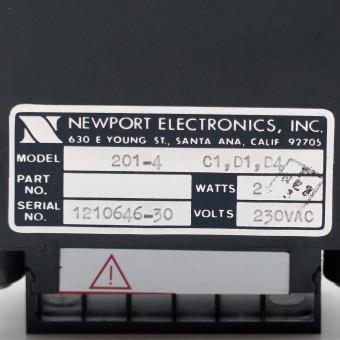 NEWPORT ELECTRONICS, INC.
630 E YOUNG ST., SANTA ANA, CALIF 92705
MODEL 201-4 C1,D1,D4
PART NO. WATTS 2
SERIAL NO. 1210646-30 VOLTS 230VAC